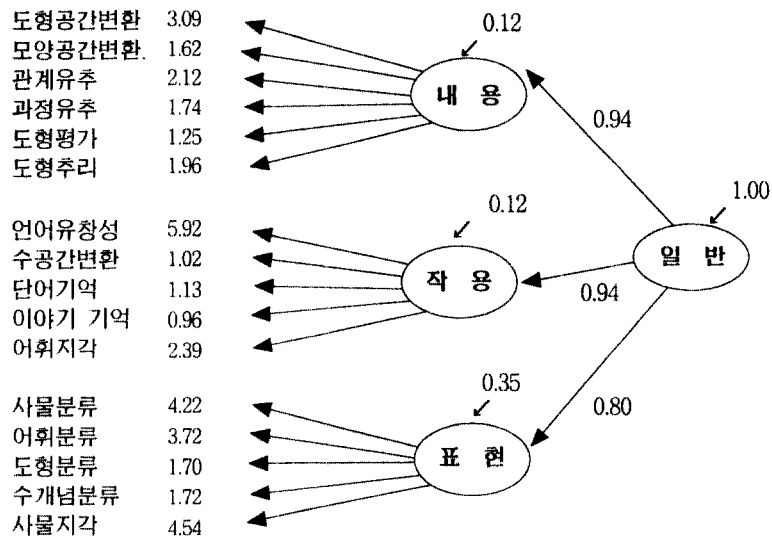 도형공간변환 3.09
모양공간변환. 1.62
관계유추 2.12
과정유추 1.74
도형평가 1.25
도형추리 1.96
언어유창성 5.92
수공간변환 1.02
단어기억 1.13
이야기 기억 0.96
어휘지각 2.39
사물분류 4.22
어휘분류 3.72
도형분류 1.70
수개념분류 1.72
사물지각 4.54
0.12
내 용
0.94
0.12
작 용
0.94
1.00
일 반
0.35
표 현
0.80